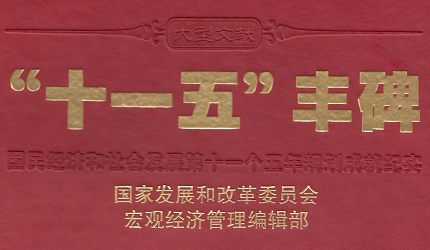 大型文献
“十一五”丰碑
国民经济和社会发展第十一个五年规划成就纪实
国家发展和改革委员会
宏观经济管理编辑部